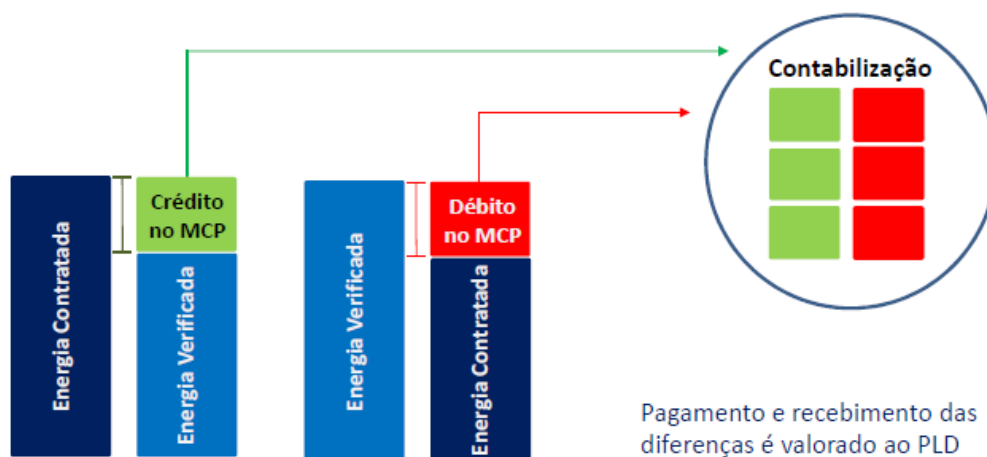 Contabilização
Crédito
no MCP
Débito
no MCP
Energia Contratada
Energia Verificada
Energia Verificada
Energia Contratada
Pagamento e recebimento das
diferenças é valorado ao PLD